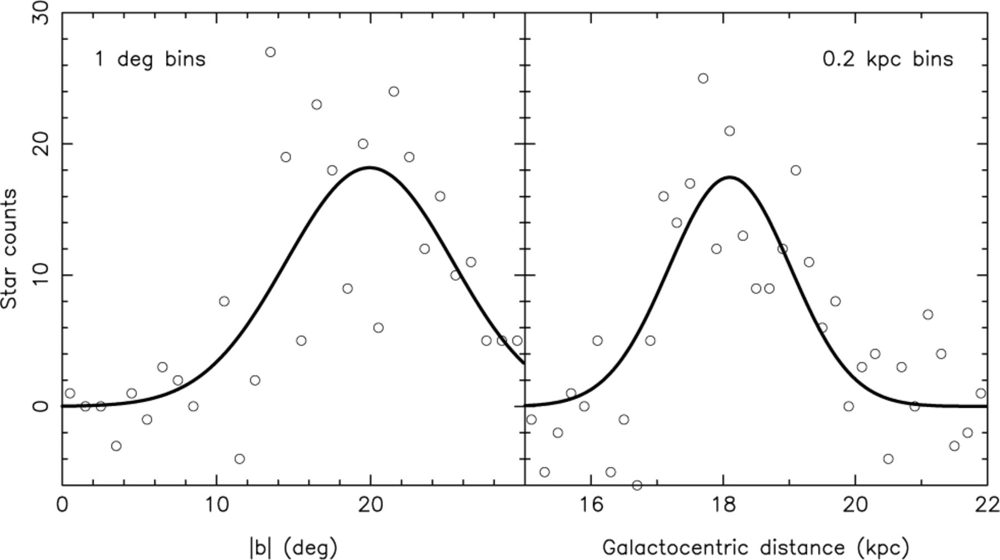 30
20
10
0
Star counts
1 deg bins
0.2 kpc bins
0 10 20 16 18 20 22
|b| (deg) Galactocentric distance (kpc)